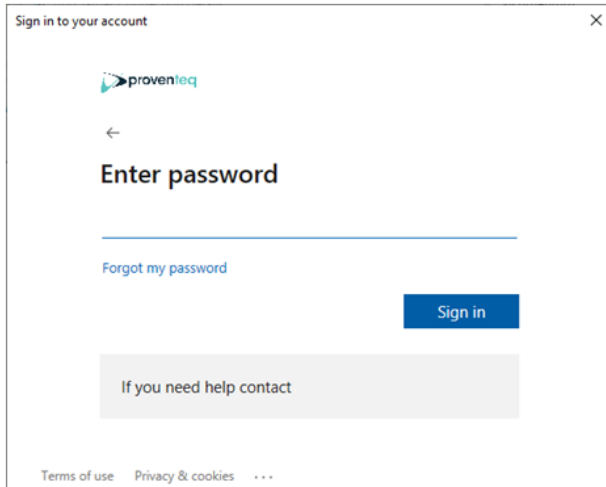 Sign in to your account
proventeq
Enter password
Forgot my password
Sign in
If you need help contact
Terms of use Privacy & cookies ...